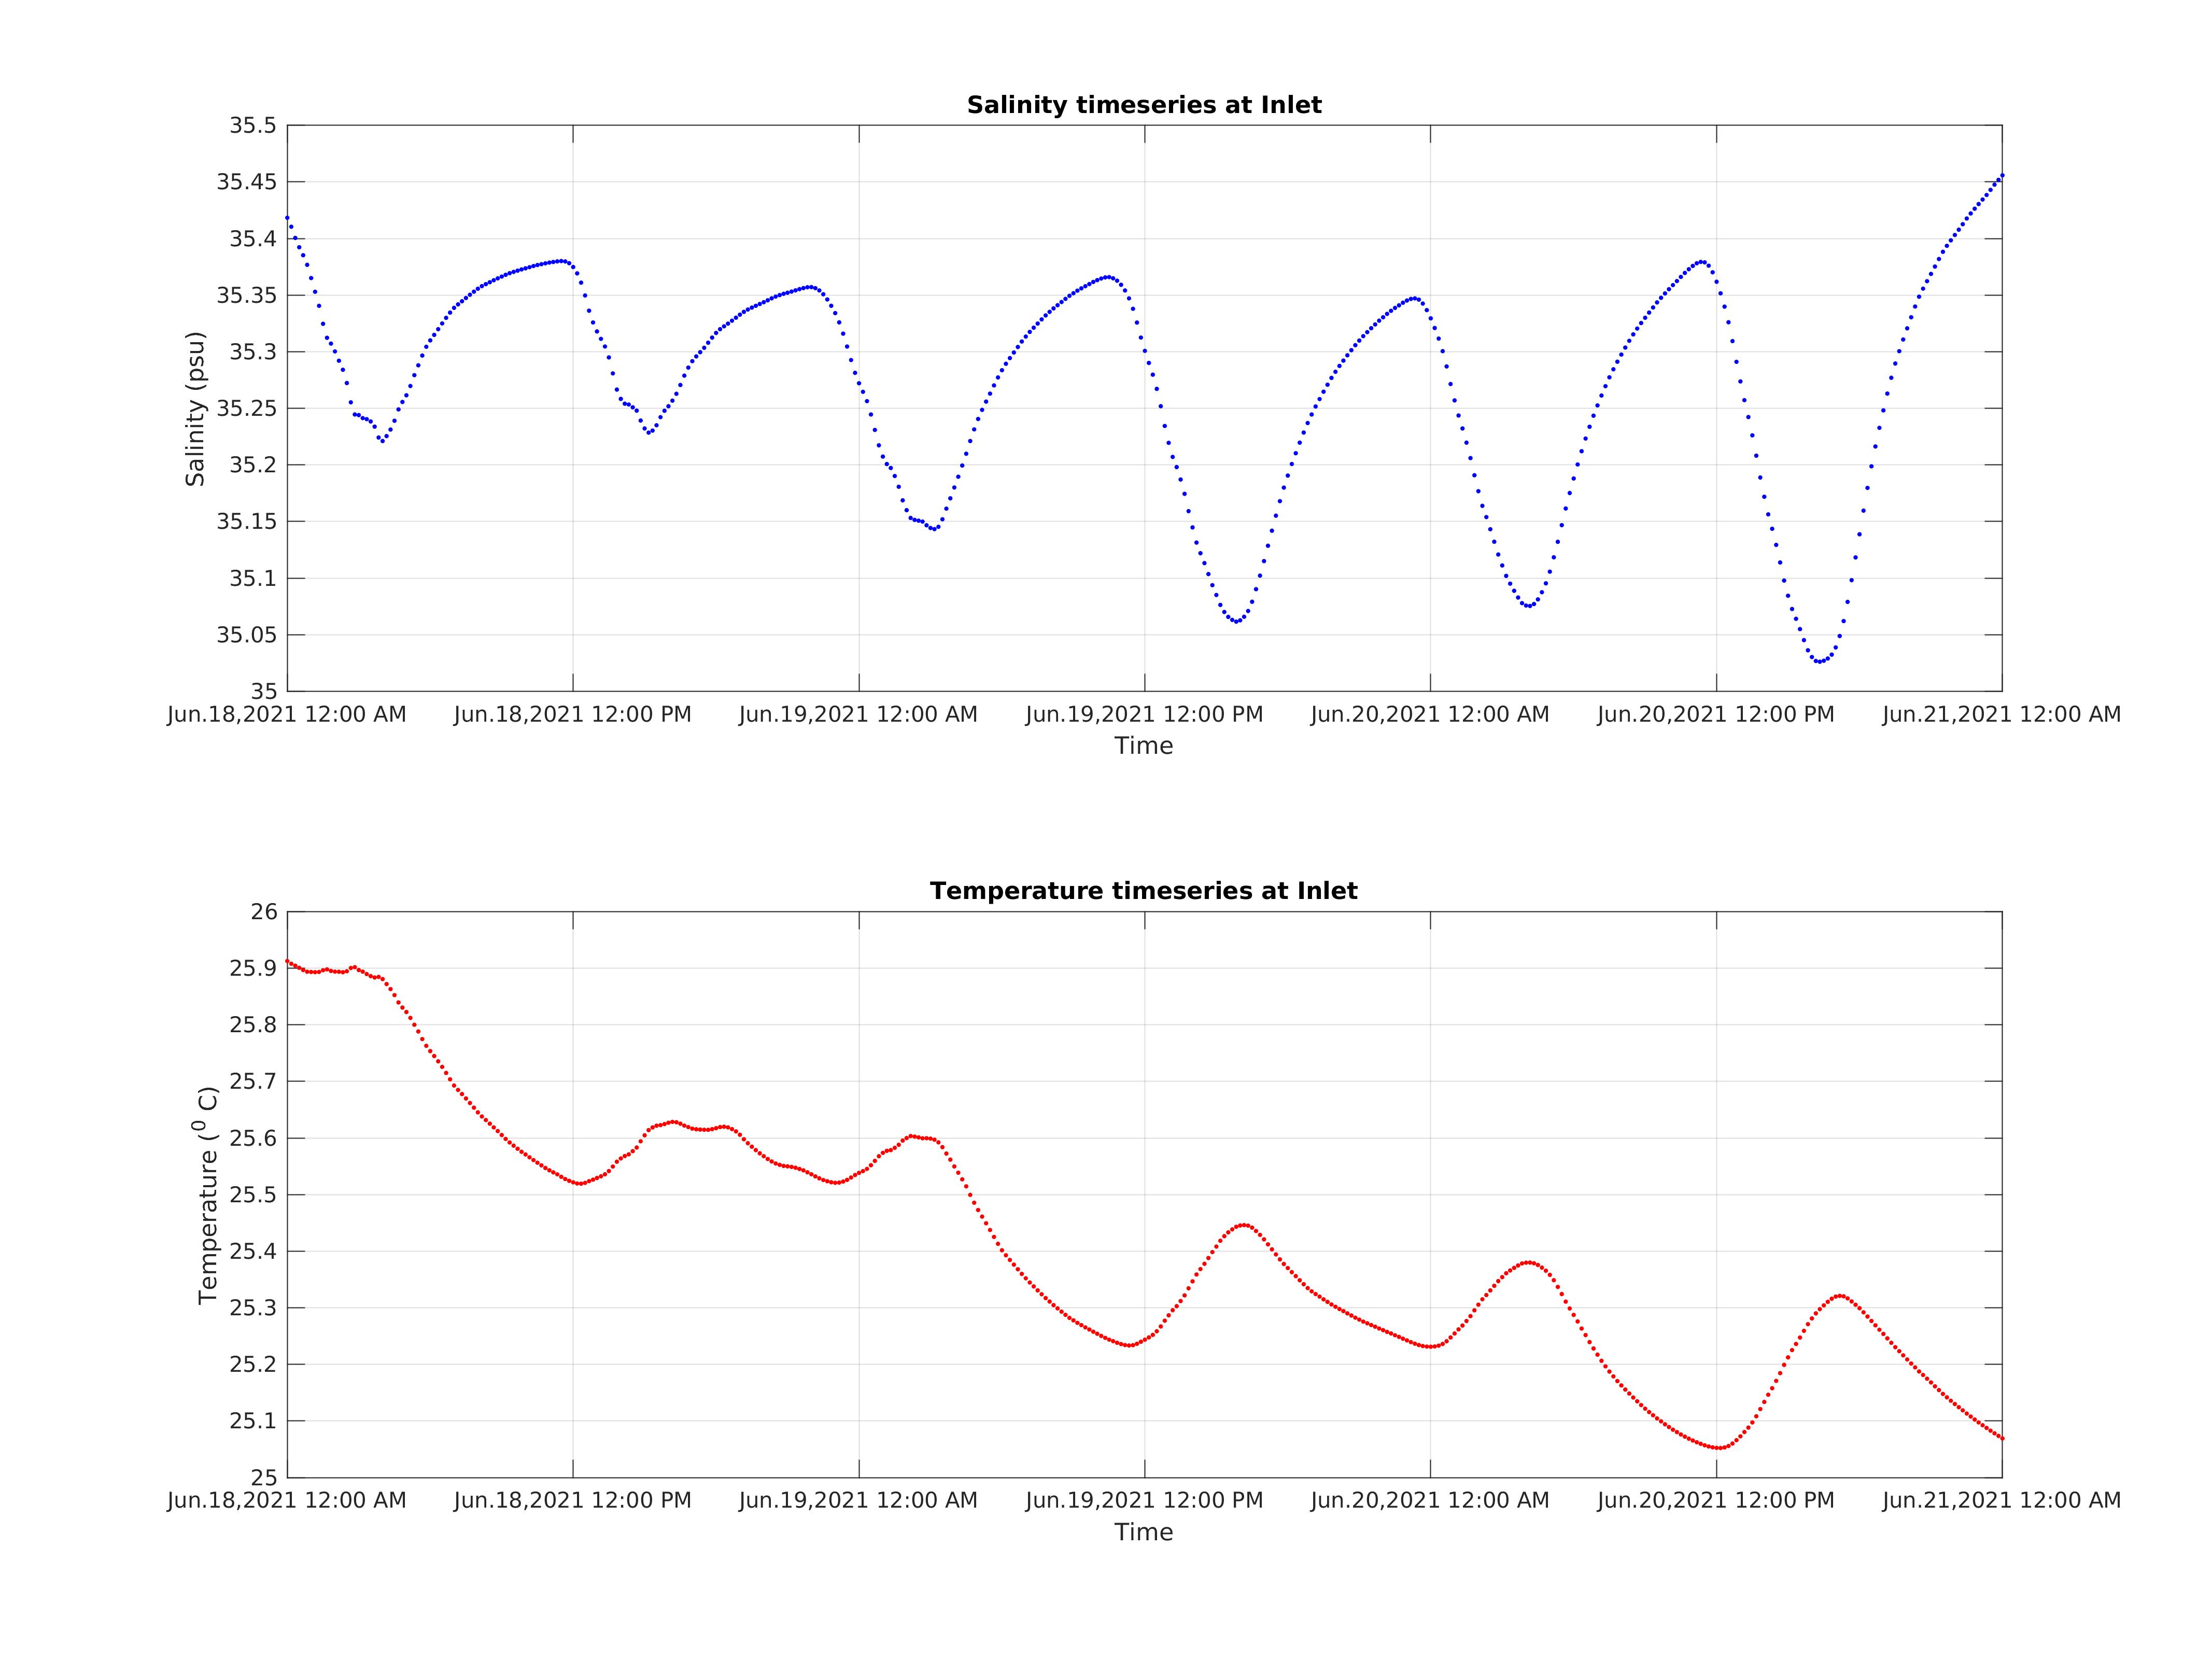 Salinity timeseries at Inlet
35.5
35.45
35.4
35.35
35.3
35.25
35.2
35.15
35.1
35.05
35
Salinity (psu)
Jun.18,2021 12:00 AM Jun.18,2021 12:00 PM Jun.19,2021 12:00 AM Jun.19,2021 12:00 PM Jun.20,2021 12:00 AM Jun.20,2021 12:00 PM Jun.21,2021 12:00 AM
Time
Temperature timeseries at Inlet
26
25.9
25.8
25.7
25.6
25.5
25.4
25.3
25.2
25.1
25
Temperature (⁰ C)
Jun.18,2021 12:00 AM Jun.18,2021 12:00 PM Jun.19,2021 12:00 AM Jun.19,2021 12:00 PM Jun.20,2021 12:00 AM Jun.20,2021 12:00 PM Jun.21,2021 12:00 AM
Time